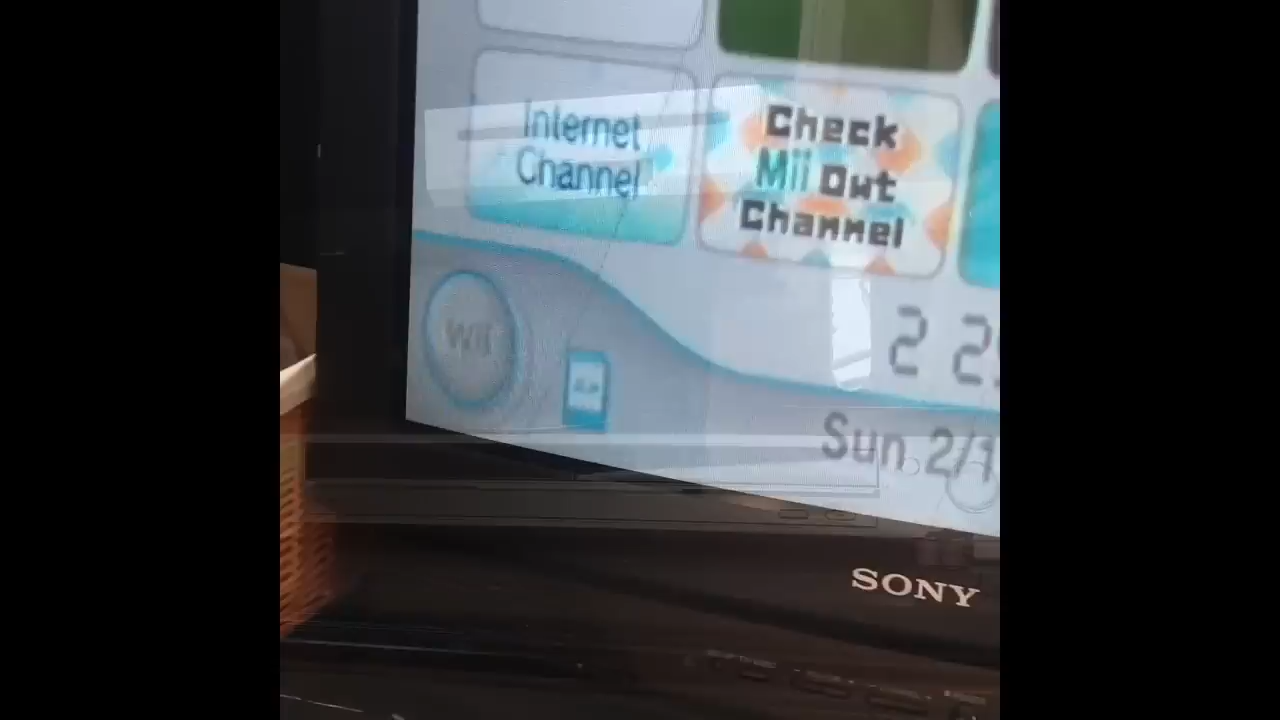 Internet
Channel
Check
Mii Out
Channel
Wii
2 2
Sun 2/1
SONY